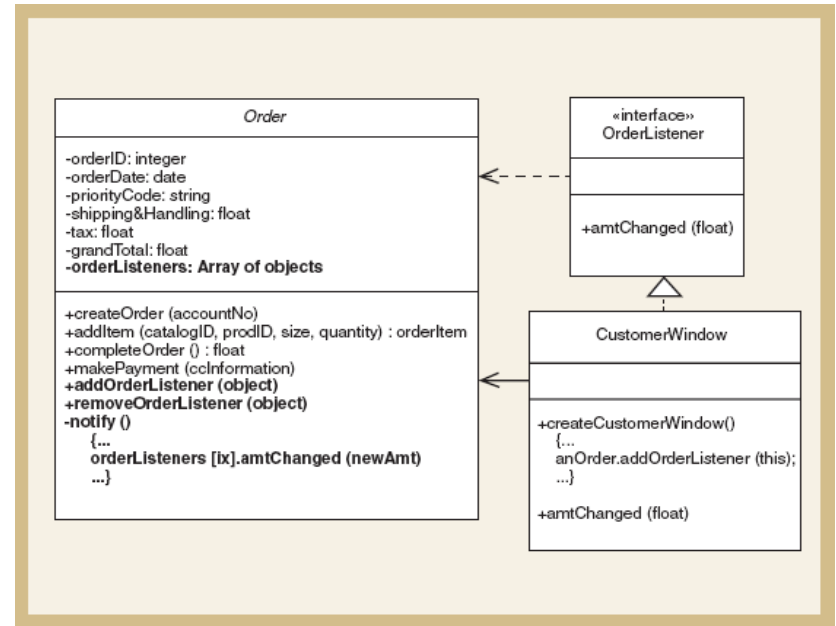 Order
-orderID: integer
-orderDate: date
-priorityCode: string
-shipping&Handling: float
-tax: float
-grandTotal: float
-orderListeners: Array of objects
+createOrder (accountNo)
+addItem (catalogID, prodID, size, quantity) : orderItem
+completeOrder () : float
+makePayment (ccInformation)
+addOrderListener (object)
+removeOrderListener (object)
-notify ()
{...
orderListeners [ix].amtChanged (newAmt)
...}
«interface»
OrderListener
+amtChanged (float)
CustomerWindow
+createCustomerWindow()
{...
anOrder.addOrderListener (this);
...}
+amtChanged (float)